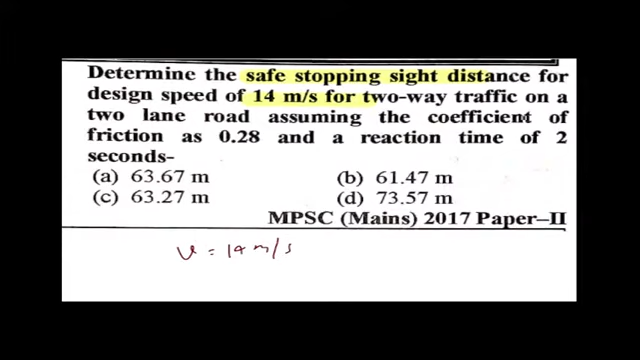 Determine the safe stopping sight distance for
design speed of 14 m/s for two-way traffic on a
two lane road assuming the coefficient of
friction as 0.28 and a reaction time of 2
seconds-
(a) 63.67 m (b) 61.47 m
(c) 63.27 m (d) 73.57 m
MPSC (Mains) 2017 Paper–II
v = 14 m/s